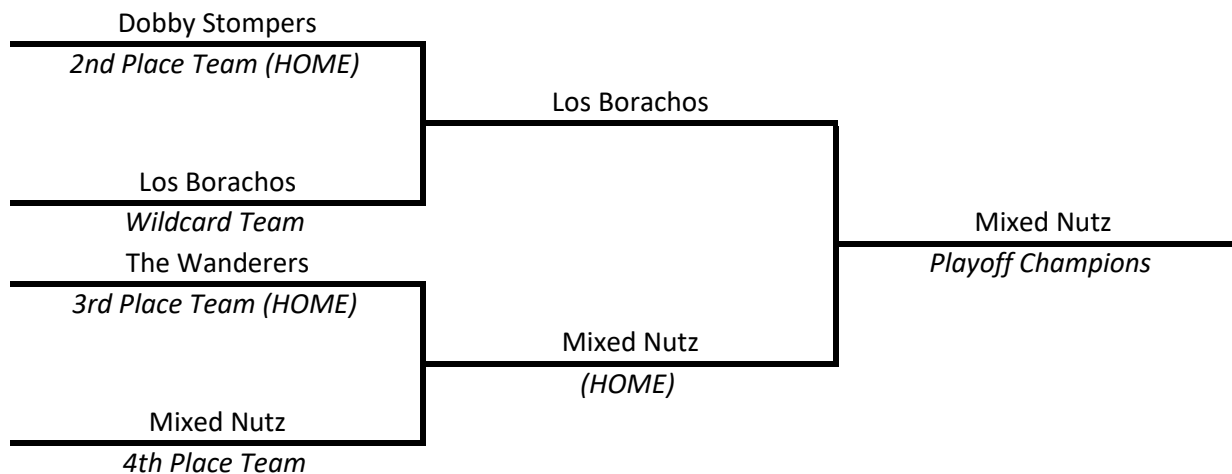 Dobby Stompers
2nd Place Team (HOME)
Los Borachos
Los Borachos
Wildcard Team
Mixed Nutz
Playoff Champions
The Wanderers
3rd Place Team (HOME)
Mixed Nutz
(HOME)
Mixed Nutz
4th Place Team